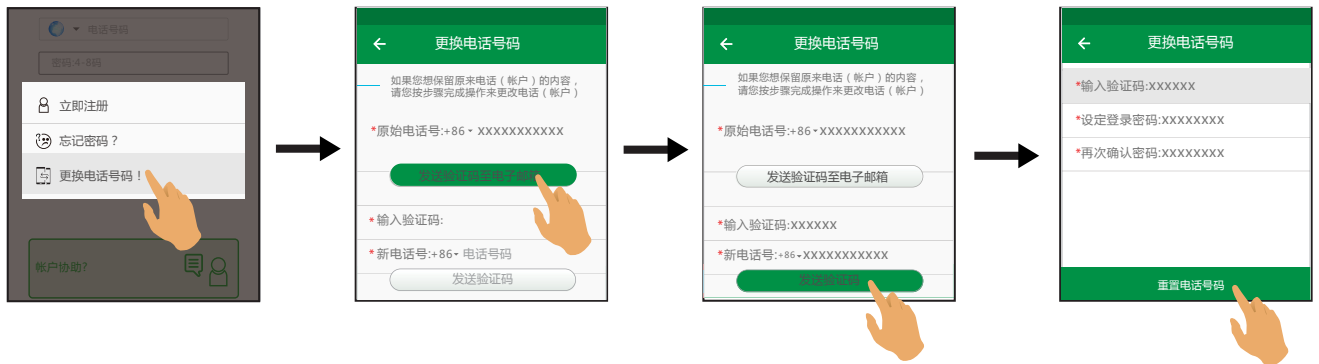 电话号码
密码:4-8码
立即注册
忘记密码？
更换电话号码！
帐户协助?
更换电话号码
如果您想保留原来电话（帐户）的内容，
请您按步骤完成操作来更改电话（帐户）
*原始电话号:+86 XXXXXXXXXXX
发送验证码至电子邮箱
*输入验证码:
*新电话号:+86 电话号码
发送验证码
更换电话号码
如果您想保留原来电话（帐户）的内容，
请您按步骤完成操作来更改电话（帐户）
*原始电话号:+86 XXXXXXXXXXX
发送验证码至电子邮箱
*输入验证码:XXXXXX
*新电话号:+86 XXXXXXXXXXX
发送验证码
更换电话号码
*输入验证码:XXXXXX
*设定登录密码:XXXXXXXX
*再次确认密码:XXXXXXXX
重置电话号码